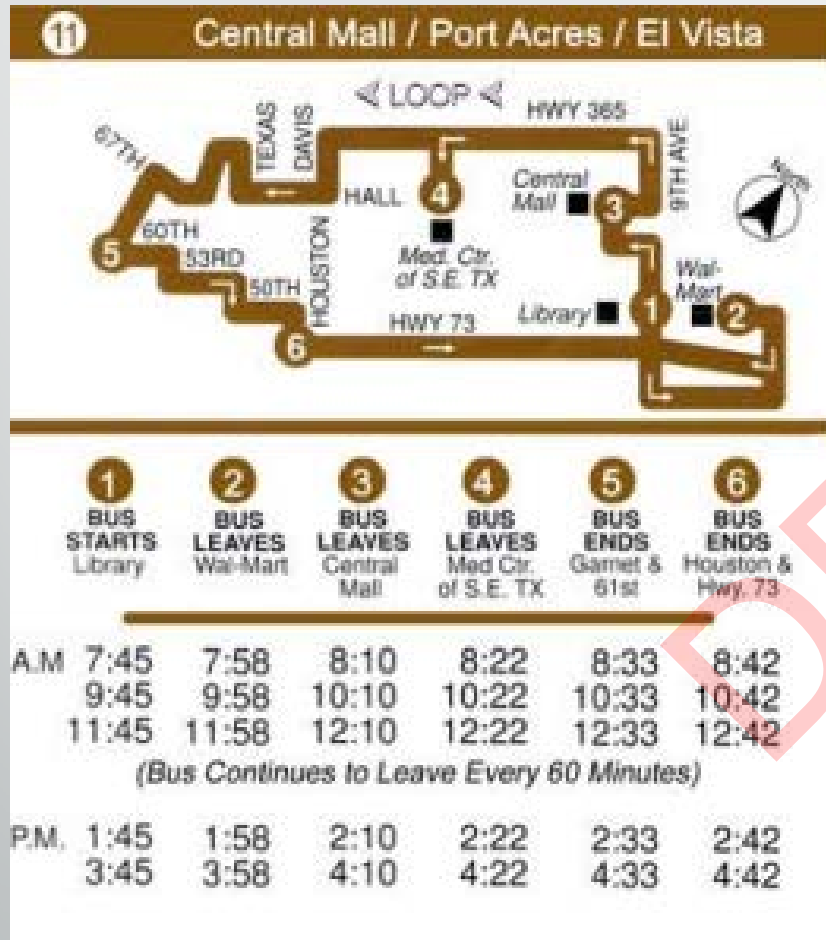 11 Central Mall / Port Acres / El Vista
LOOP
HWY 365
67TH
TEXAS
DAVIS
9TH AVE.
North
HALL
4
Central
Mall
3
60TH
5
53RD
50TH
HOUSTON
Med. Ctr.
of S.E. TX
Wal-
Mart
Library
1
2
HWY 73
6
1 2 3 4 5 6
BUS BUS BUS BUS BUS BUS
STARTS LEAVES LEAVES LEAVES ENDS ENDS
Library Wal-Mart Central Med Ctr. Garnet & Houston &
Mall of S.E. TX 61st Hwy. 73
A.M 7:45 7:58 8:10 8:22 8:33 8:42
9:45 9:58 10:10 10:22 10:33 10:42
11:45 11:58 12:10 12:22 12:33 12:42
(Bus Continues to Leave Every 60 Minutes)
P.M. 1:45 1:58 2:10 2:22 2:33 2:42
3:45 3:58 4:10 4:22 4:33 4:42